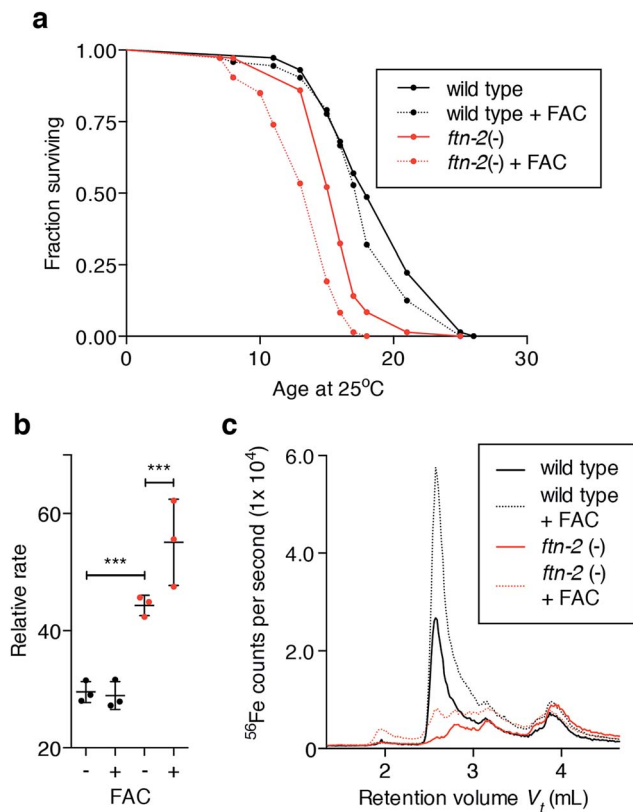 a
1.00
0.75
0.50
0.25
0.00
Fraction surviving
0 10 20 30
Age at 25°C
wild type
wild type + FAC
ftn-2(-)
ftn-2(-) + FAC
b
60
40
20
Relative rate
***
***
- + - +
FAC
c
6.0
4.0
2.0
0
⁵⁶Fe counts per second (1x 10⁴)
2 3 4
Retention volume Vₜ (mL)
wild type
wild type
+ FAC
ftn-2 (-)
ftn-2 (-)
+ FAC